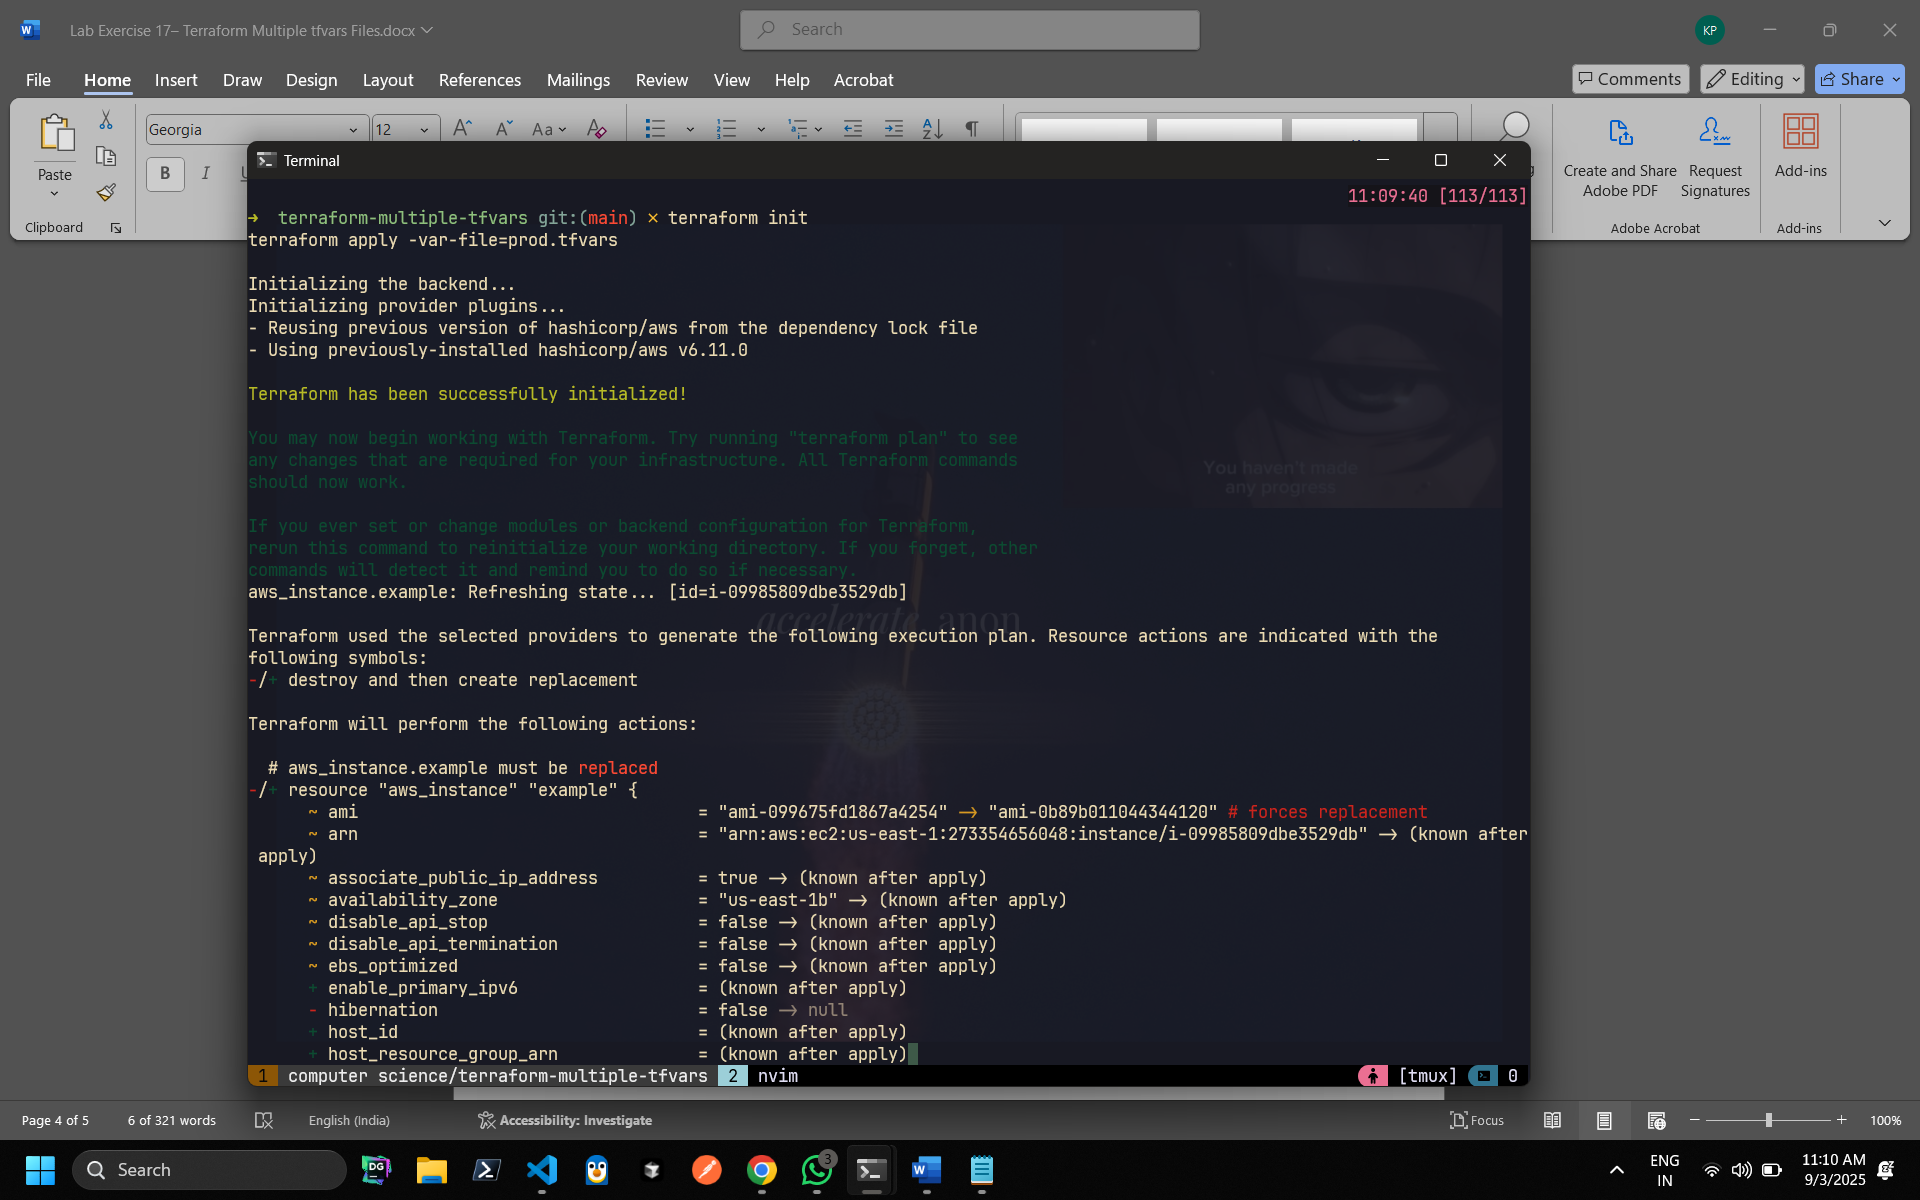 Lab Exercise 17– Terraform Multiple tfvars Files.docx
Search
KP
File Home Insert Draw Design Layout References Mailings Review View Help Acrobat
Comments Editing Share
Georgia 12
Aa
Paste
B I U
Clipboard
Create and Share Adobe PDF
Request Signatures
Add-ins
Adobe Acrobat
Add-ins
Terminal
11:09:40 [113/113]
➜ terraform-multiple-tfvars git:(main) × terraform init
terraform apply -var-file=prod.tfvars
Initializing the backend...
Initializing provider plugins...
- Reusing previous version of hashicorp/aws from the dependency lock file
- Using previously-installed hashicorp/aws v6.11.0
Terraform has been successfully initialized!
You may now begin working with Terraform. Try running "terraform plan" to see
any changes that are required for your infrastructure. All Terraform commands
should now work.
You haven't made
any progress
If you ever set or change modules or backend configuration for Terraform,
rerun this command to reinitialize your working directory. If you forget, other
commands will detect it and remind you to do so if necessary.
aws_instance.example: Refreshing state... [id=i-09985809dbe3529db]
accelerate, anon
Terraform used the selected providers to generate the following execution plan. Resource actions are indicated with the
following symbols:
-/+ destroy and then create replacement
Terraform will perform the following actions:
# aws_instance.example must be replaced
-/+ resource "aws_instance" "example" {
~ ami = "ami-099675fd1867a4254" -> "ami-0b89b011044344120" # forces replacement
~ arn = "arn:aws:ec2:us-east-1:273354656048:instance/i-09985809dbe3529db" -> (known after
apply)
~ associate_public_ip_address = true -> (known after apply)
~ availability_zone = "us-east-1b" -> (known after apply)
~ disable_api_stop = false -> (known after apply)
~ disable_api_termination = false -> (known after apply)
~ ebs_optimized = false -> (known after apply)
+ enable_primary_ipv6 = (known after apply)
- hibernation = false -> null
+ host_id = (known after apply)
+ host_resource_group_arn = (known after apply)
1 computer science/terraform-multiple-tfvars 2 nvim [tmux] 0
Page 4 of 5 6 of 321 words English (India) Accessibility: Investigate Focus 100%
Search
DG
3
ENG
IN
11:10 AM
9/3/2025